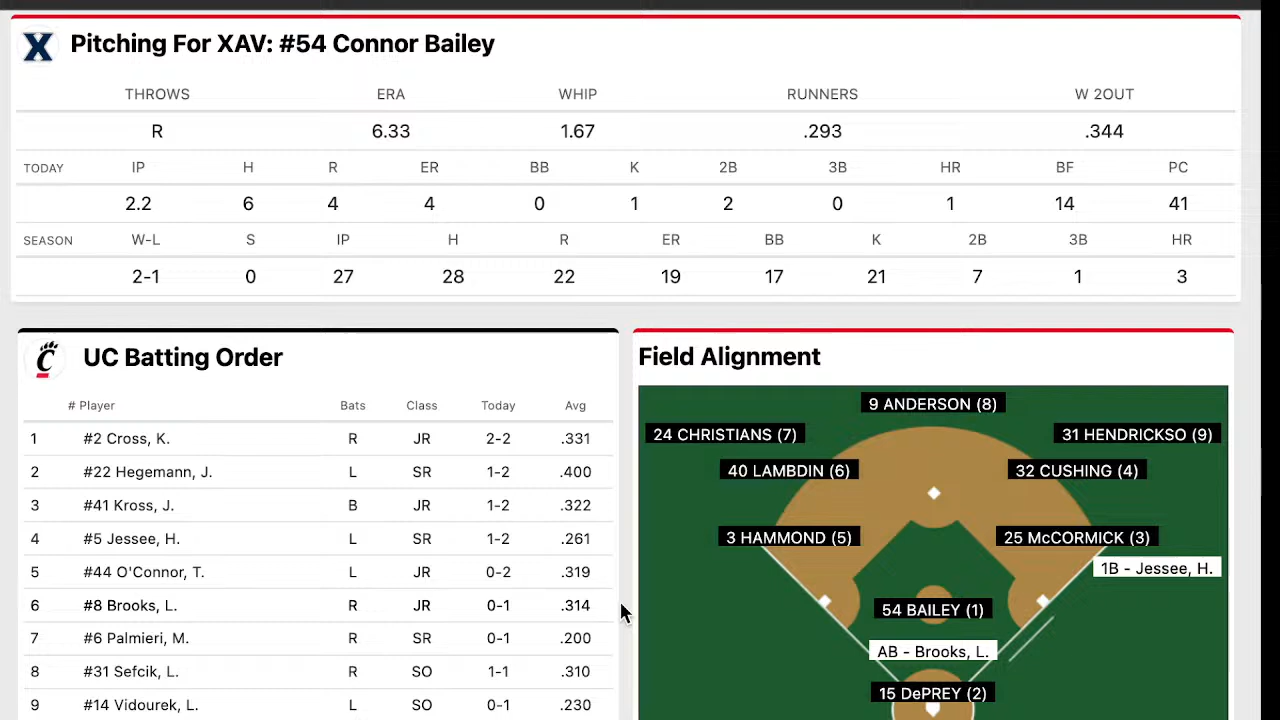 X
Pitching For XAV: #54 Connor Bailey
THROWS ERA WHIP RUNNERS W 2OUT
R 6.33 1.67 .293 .344
TODAY IP H R ER BB K 2B 3B HR BF PC
2.2 6 4 4 0 1 2 0 1 14 41
SEASON W-L S IP H R ER BB K 2B 3B HR
2-1 0 27 28 22 19 17 21 7 1 3
C
UC Batting Order
# Player Bats Class Today Avg
1 #2 Cross, K. R JR 2-2 .331
2 #22 Hegemann, J. L SR 1-2 .400
3 #41 Kross, J. B JR 1-2 .322
4 #5 Jessee, H. L SR 1-2 .261
5 #44 O'Connor, T. L JR 0-2 .319
6 #8 Brooks, L. R JR 0-1 .314
7 #6 Palmieri, M. R SR 0-1 .200
8 #31 Sefcik, L. R SO 1-1 .310
9 #14 Vidourek, L. L SO 0-1 .230
Field Alignment
9 ANDERSON (8)
24 CHRISTIANS (7) 31 HENDRICKSO (9)
40 LAMBDIN (6) 32 CUSHING (4)
3 HAMMOND (5) 25 McCORMICK (3)
1B - Jessee, H.
54 BAILEY (1)
AB - Brooks, L.
15 DePREY (2)